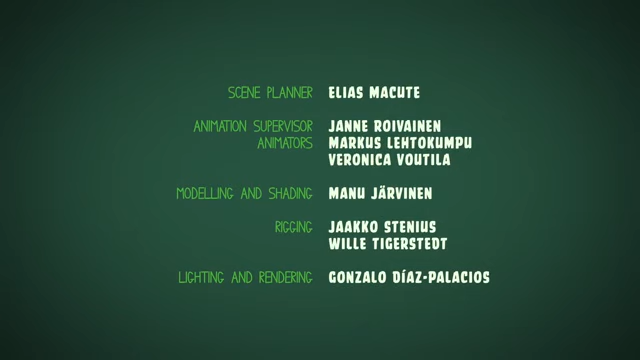 SCENE PLANNER ELIAS MACUTE
ANIMATION SUPERVISOR JANNE ROIVAINEN
ANIMATORS MARKUS LEHTOKUMPU
VERONICA VOUTILA
MODELLING AND SHADING MANU JÄRVINEN
RIGGING JAAKKO STENIUS
WILLE TIGERSTEDT
LIGHTING AND RENDERING GONZALO DÍAZ-PALACIOS